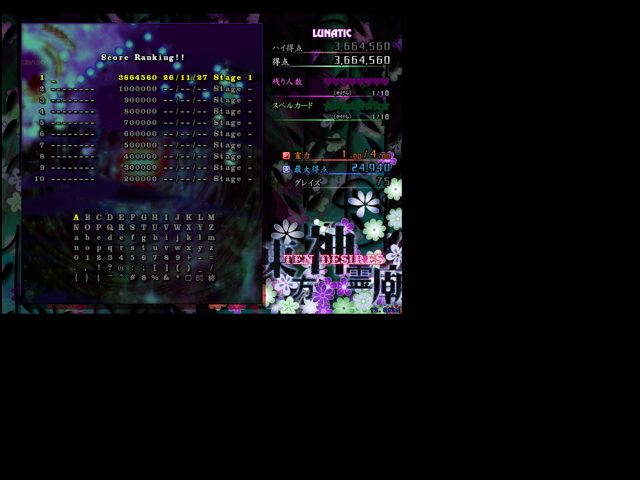 Score Ranking!!
1 _ 3664560 26/11/27 Stage 1
2 -------- 1000000 --/--/-- Stage -
3 -------- 900000 --/--/-- Stage -
4 -------- 800000 --/--/-- Stage -
5 -------- 700000 --/--/-- Stage -
6 -------- 600000 --/--/-- Stage -
7 -------- 500000 --/--/-- Stage -
8 -------- 400000 --/--/-- Stage -
9 -------- 300000 --/--/-- Stage -
10 -------- 200000 --/--/-- Stage -
A B C D E F G H I J K L M
N O P Q R S T U V W X Y Z
a b c d e f g h i j k l m
n o p q r s t u v w x y z
0 1 2 3 4 5 6 7 8 9 + - =
. , ! ? @ : ; [ ] ( ) _ /
{ } | ~ ^ # $ % & * 終
LUNATIC
ハイ得点 3,664,560
得点 3,664,560
残り人数
1/10
スペルカード
1/10
霊力 1.00/4.00
最大得点 24,940
グレイズ 75
東方神霊廟
TEN DESIRES